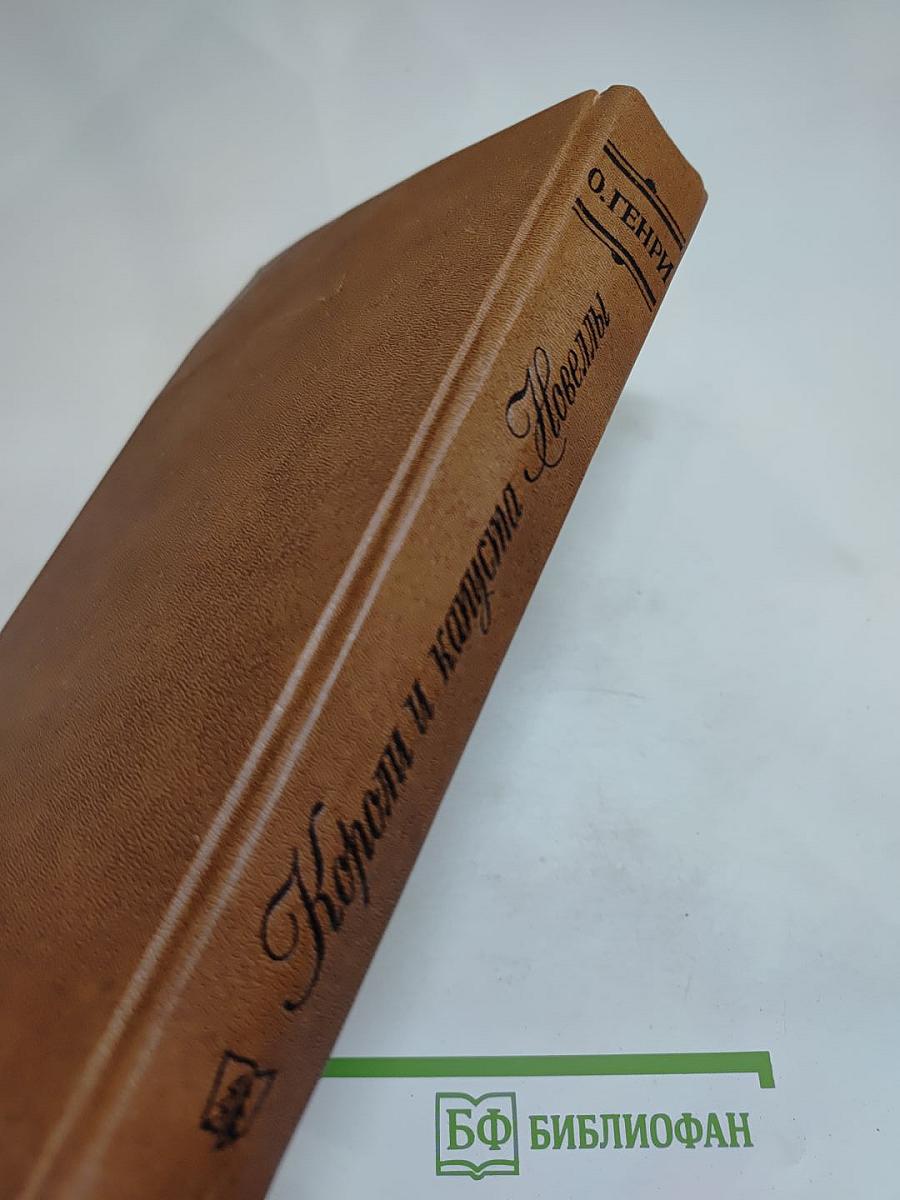 О. ГЕНРИ
Короли и капуста Новеллы
БФ БИБЛИОФАН